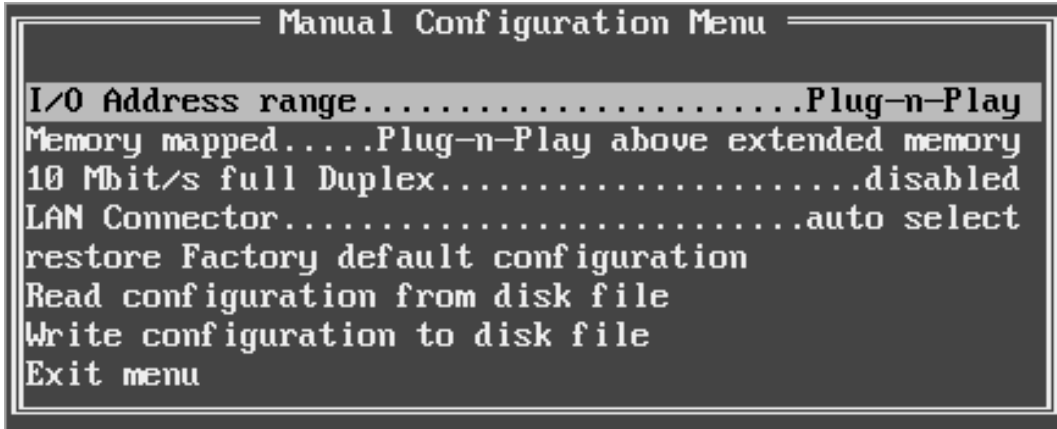 Manual Configuration Menu
I/O Address range.......................Plug-n-Play
Memory mapped.....Plug-n-Play above extended memory
10 Mbit/s full Duplex......................disabled
LAN Connector...........................auto select
restore Factory default configuration
Read configuration from disk file
Write configuration to disk file
Exit menu